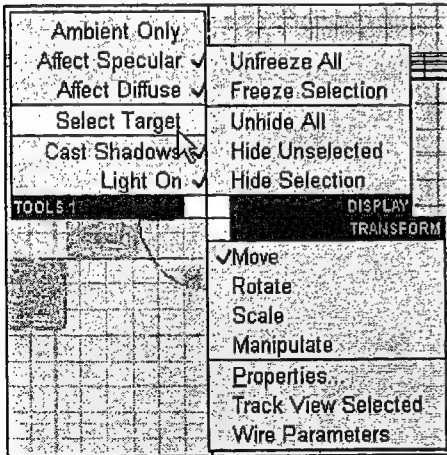 Ambient Only
Affect Specular ✓
Affect Diffuse ✓
Select Target
Cast Shadows ✓
Light On ✓
TOOLS 1
Unfreeze All
Freeze Selection
Unhide All
Hide Unselected
Hide Selection
DISPLAY
TRANSFORM
✓Move
Rotate
Scale
Manipulate
Properties...
Track View Selected
Wire Parameters